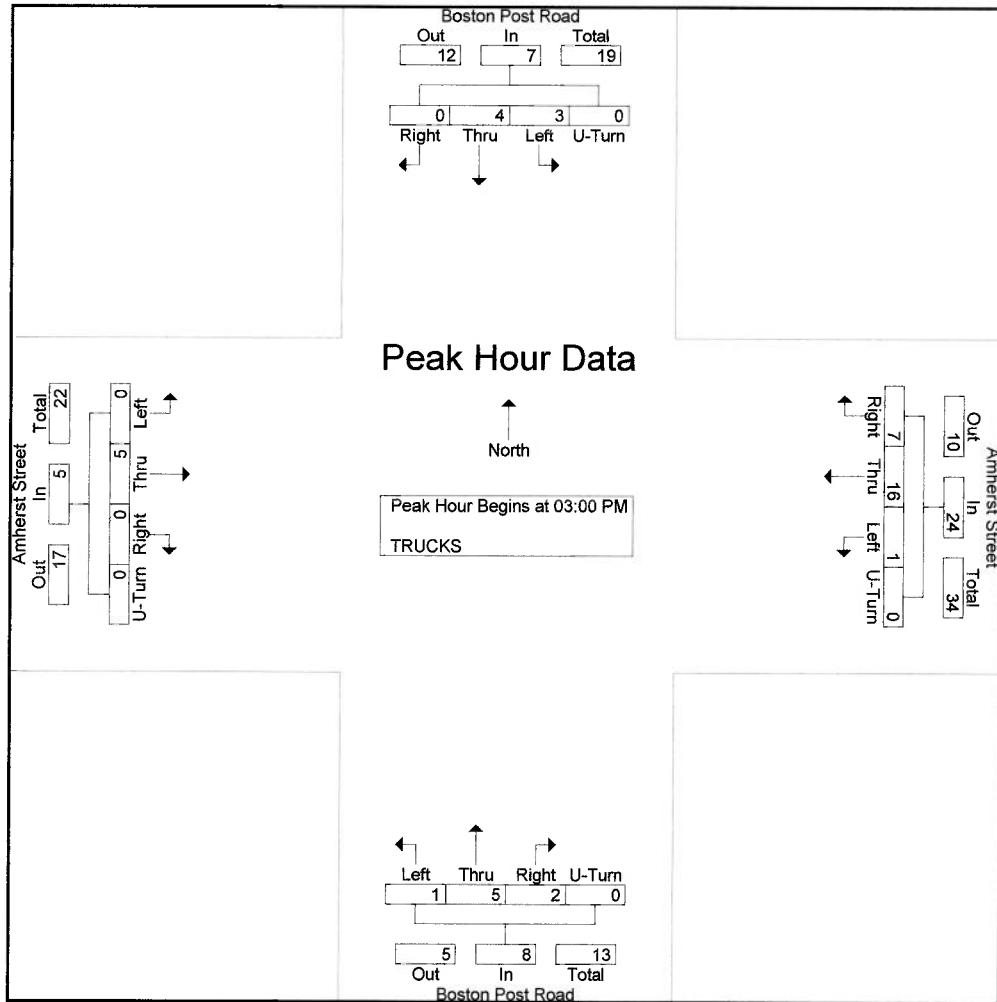 Boston Post Road
Out In Total
12 7 19
0 4 3 0
Right Thru Left U-Turn
Peak Hour Data
North
Peak Hour Begins at 03:00 PM
TRUCKS
Amherst Street
Total In Out
22 5 17
0 5 0 0
Left Thru Right U-Turn
Right Thru Left U-Turn
7 16 1 0
Out In Total
10 24 34
Amherst Street
Left Thru Right U-Turn
1 5 2 0
5 8 13
Out In Total
Boston Post Road